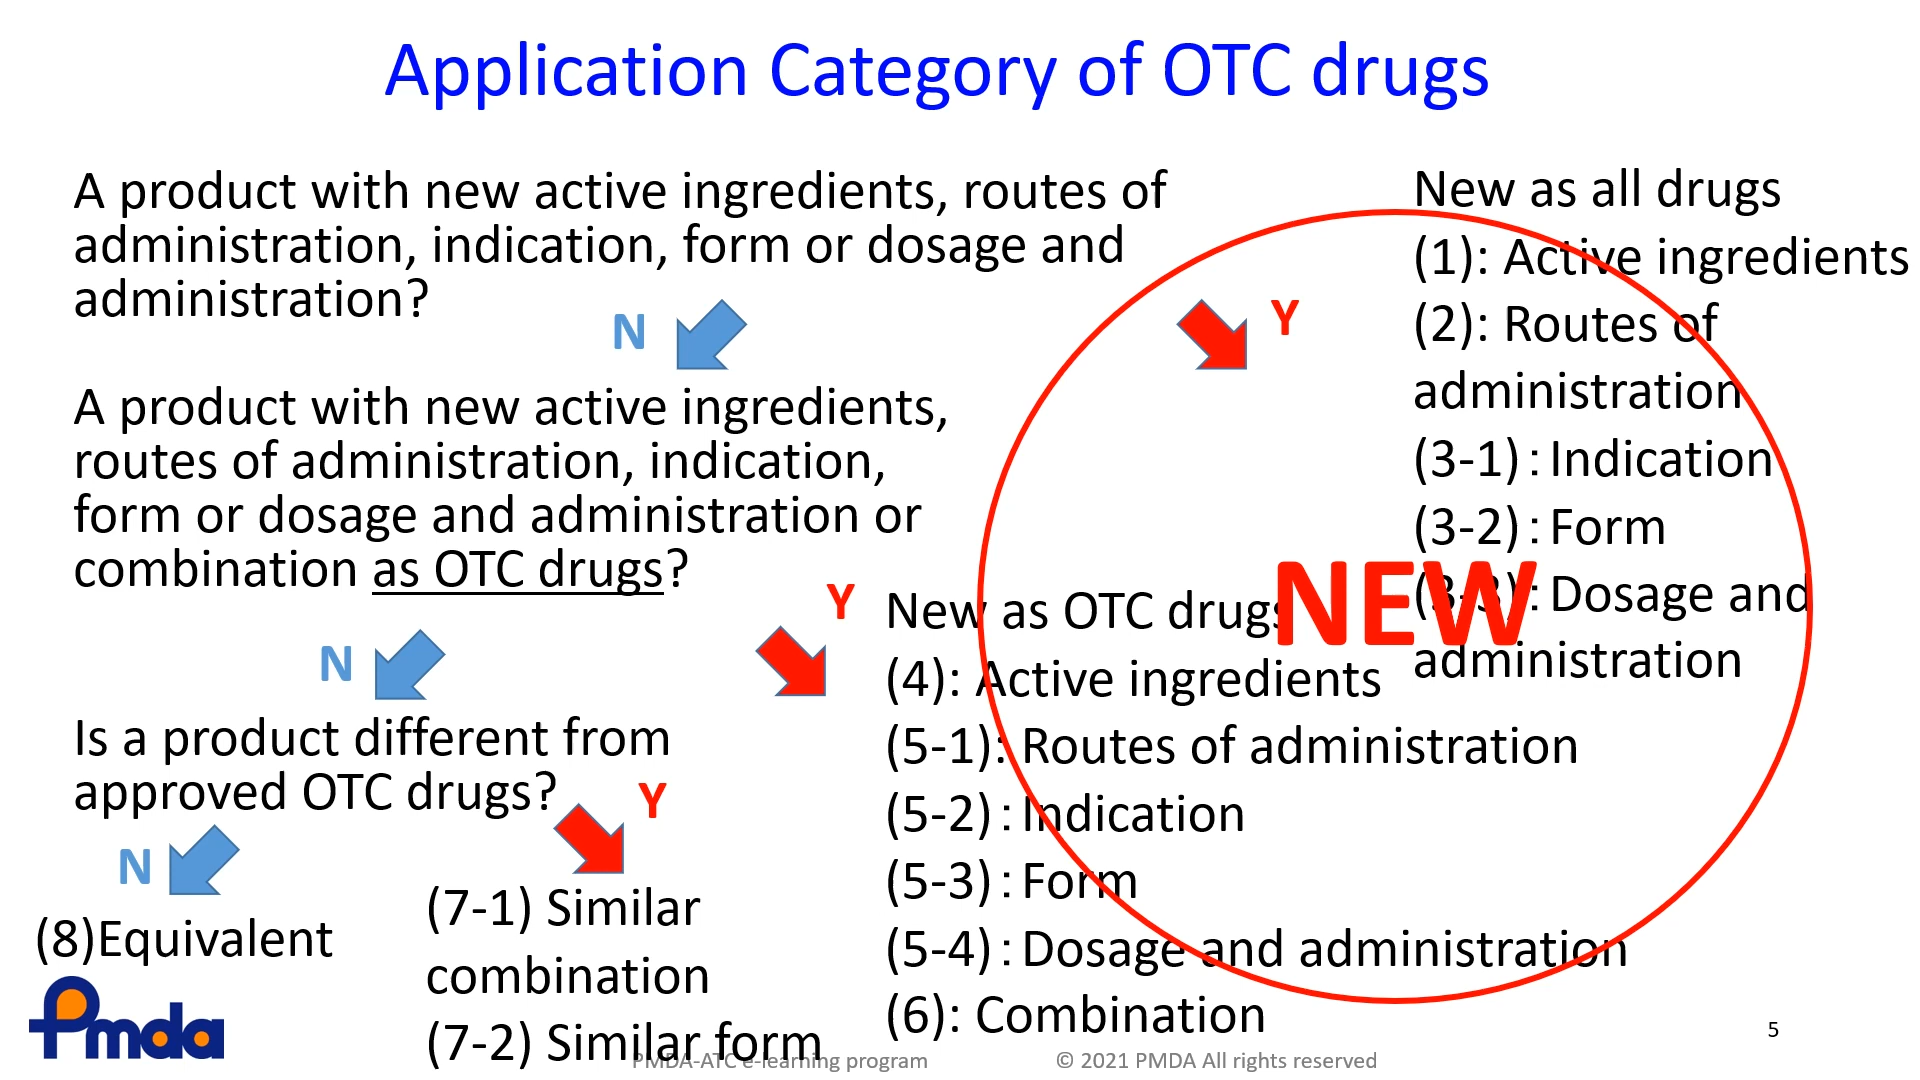 Application Category of OTC drugs
A product with new active ingredients, routes of
administration, indication, form or dosage and
administration?
N
Y
New as all drugs
(1): Active ingredients
(2): Routes of
administration
(3-1): Indication
(3-2): Form
(3-3): Dosage and
administration
A product with new active ingredients,
routes of administration, indication,
form or dosage and administration or
combination as OTC drugs?
N
Y
NEW
New as OTC drugs
(4): Active ingredients
(5-1): Routes of administration
(5-2): Indication
(5-3): Form
(5-4): Dosage and administration
(6): Combination
Is a product different from
approved OTC drugs?
N
Y
(8)Equivalent
(7-1) Similar
combination
(7-2) Similar form
Pmda
PMDA-ATC e-learning program
© 2021 PMDA All rights reserved
5